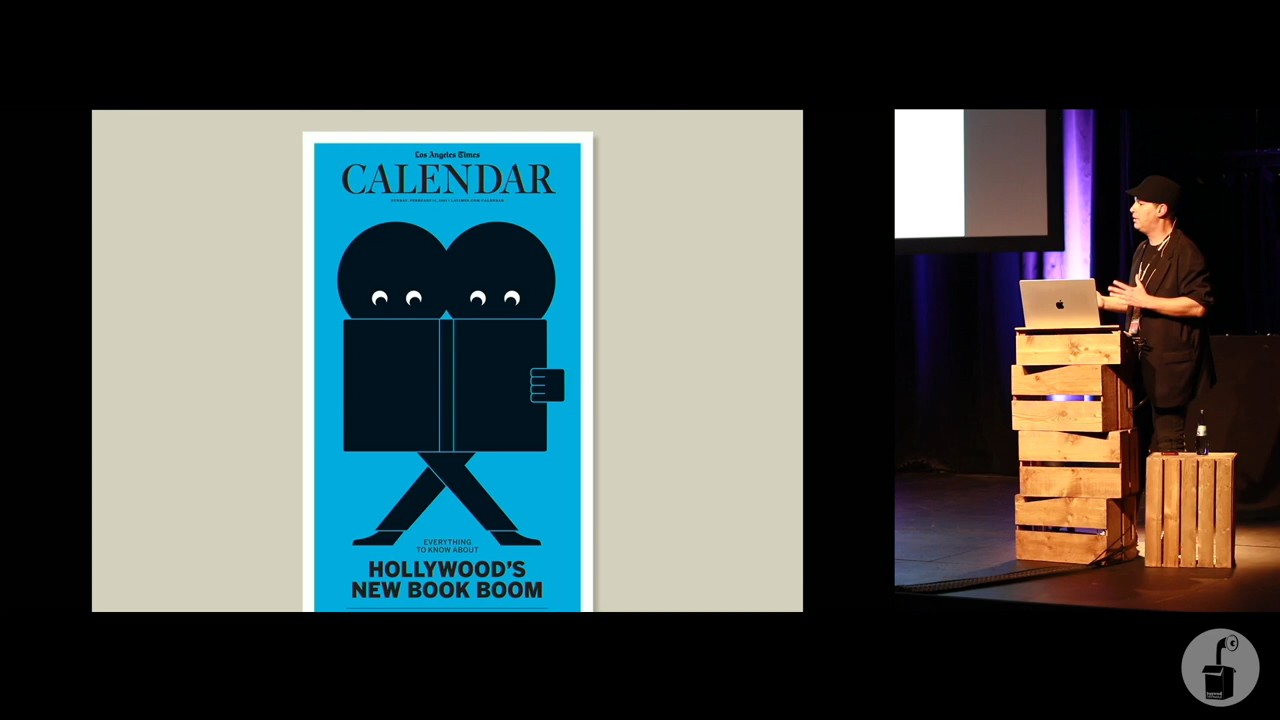 Los Angeles Times
CALENDAR
EVERYTHING
TO KNOW ABOUT
HOLLYWOOD'S
NEW BOOK BOOM